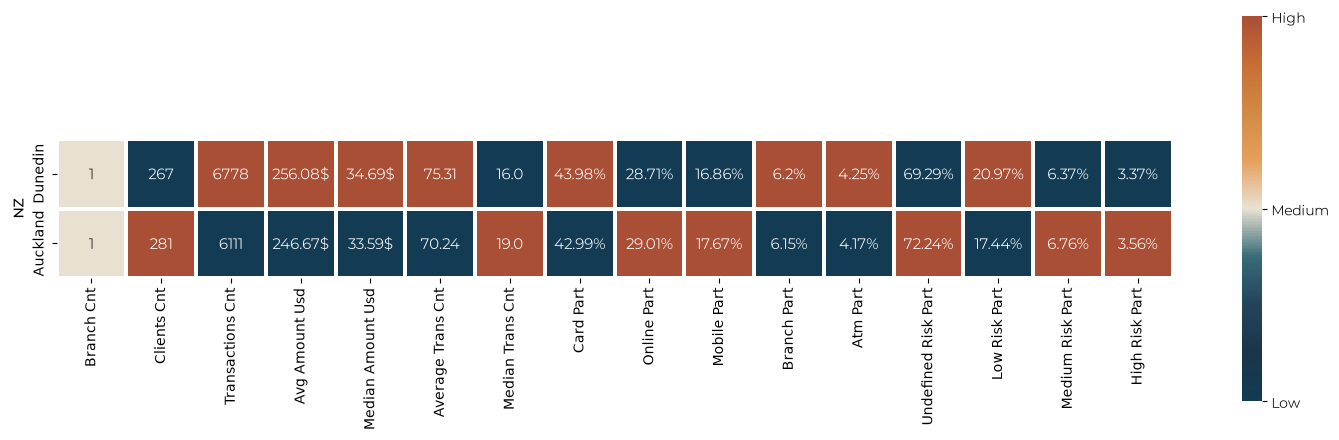 High
Medium
Low
NZ
Dunedin
1 267 6778 256.08$ 34.69$ 75.31 16.0 43.98% 28.71% 16.86% 6.2% 4.25% 69.29% 20.97% 6.37% 3.37%
Auckland
1 281 6111 246.67$ 33.59$ 70.24 19.0 42.99% 29.01% 17.67% 6.15% 4.17% 72.24% 17.44% 6.76% 3.56%
Branch Cnt
Clients Cnt
Transactions Cnt
Avg Amount Usd
Median Amount Usd
Average Trans Cnt
Median Trans Cnt
Card Part
Online Part
Mobile Part
Branch Part
Atm Part
Undefined Risk Part
Low Risk Part
Medium Risk Part
High Risk Part